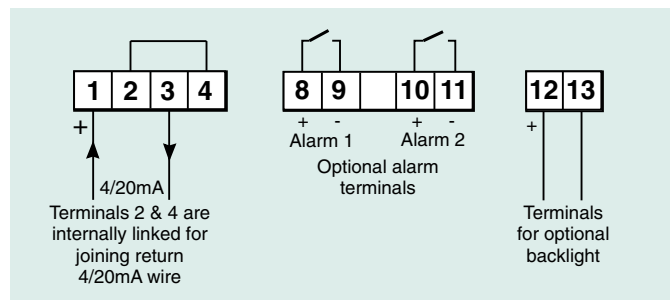 1 2 3 4
8 9 10 11
12 13
+
+ - + -
+
Alarm 1 Alarm 2
Optional alarm
terminals
4/20mA
Terminals 2 & 4 are
internally linked for
joining return
4/20mA wire
Terminals
for optional
backlight